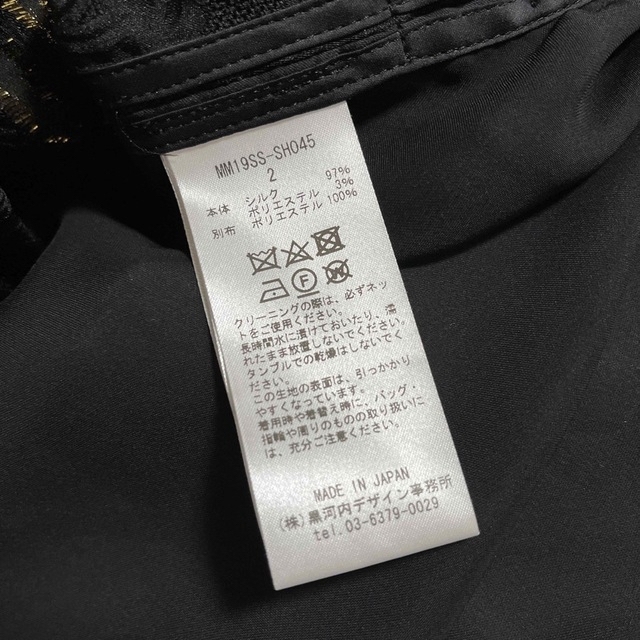 MM19SS-SH045
2
本体 シルク 97%
ポリエステル 3%
別布 ポリエステル 100%
F
W
クリーニングの際は、必ずネッ
トをご使用ください。
長時間水に漬けておいたり、濡
れたまま放置しないでください。
タンブルでの乾燥はしないでく
ださい。
この生地の表面は、引っかかり
やすくなっています。
着用時や着替え時に、バッグ・
指輪や周りのものの取り扱いに
は、充分ご注意ください。
MADE IN JAPAN
(株)黒河内デザイン事務所
tel.03-6379-0029